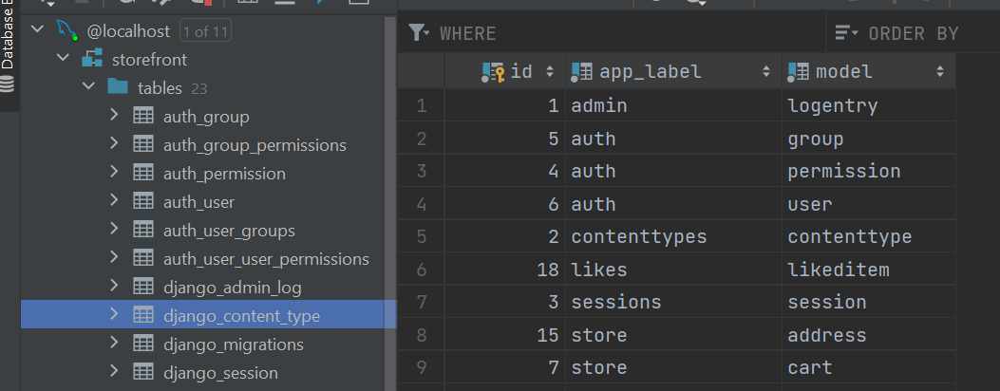 Database E
@localhost 1 of 11
storefront
tables 23
auth_group
auth_group_permissions
auth_permission
auth_user
auth_user_groups
auth_user_user_permissions
django_admin_log
django_content_type
django_migrations
django_session
WHERE ORDER BY
id app_label model
1 1 admin logentry
2 5 auth group
3 4 auth permission
4 6 auth user
5 2 contenttypes contenttype
6 18 likes likeditem
7 3 sessions session
8 15 store address
9 7 store cart